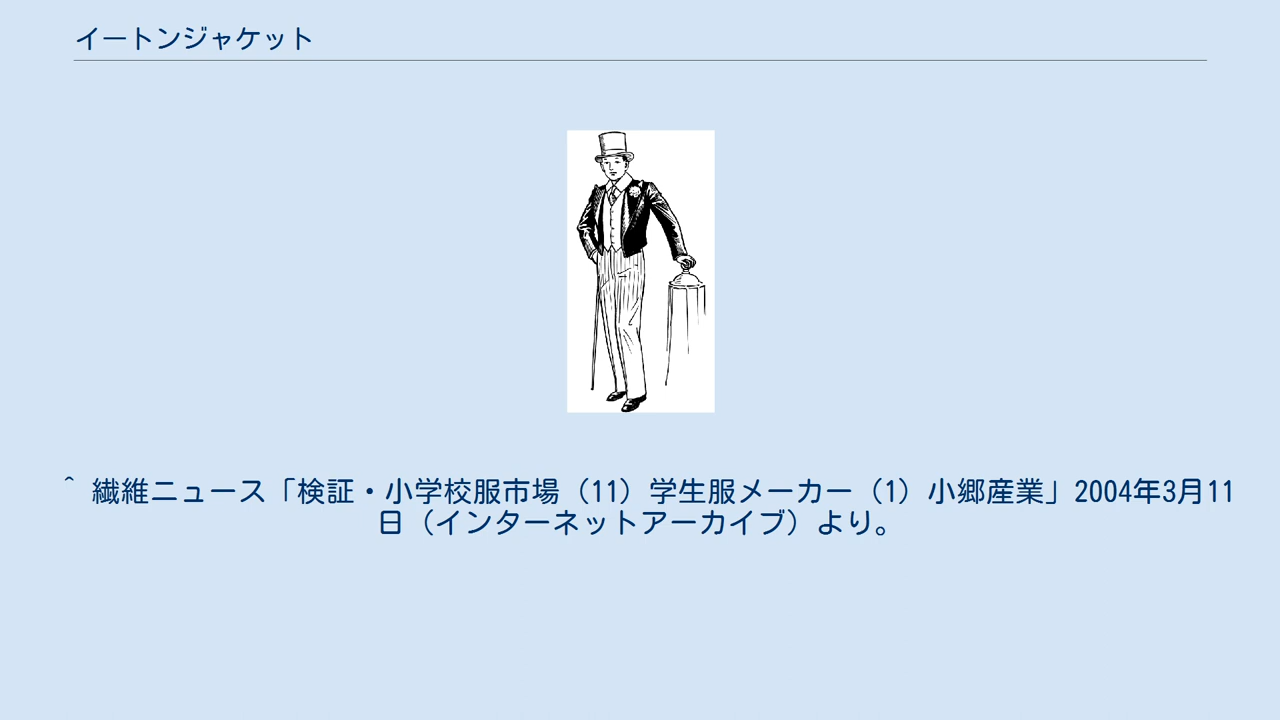 イートンジャケット
^ 繊維ニュース「検証・小学校服市場（11）学生服メーカー（1）小郷産業」2004年3月11
日（インターネットアーカイブ）より。